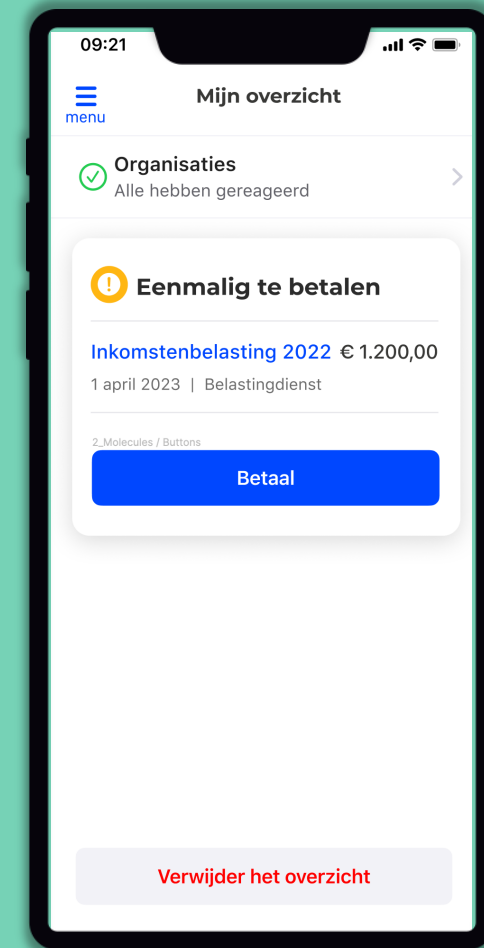 09:21
menu
Mijn overzicht
Organisaties
Alle hebben gereageerd
Eenmalig te betalen
Inkomstenbelasting 2022 € 1.200,00
1 april 2023 | Belastingdienst
2_Molecules / Buttons
Betaal
Verwijder het overzicht